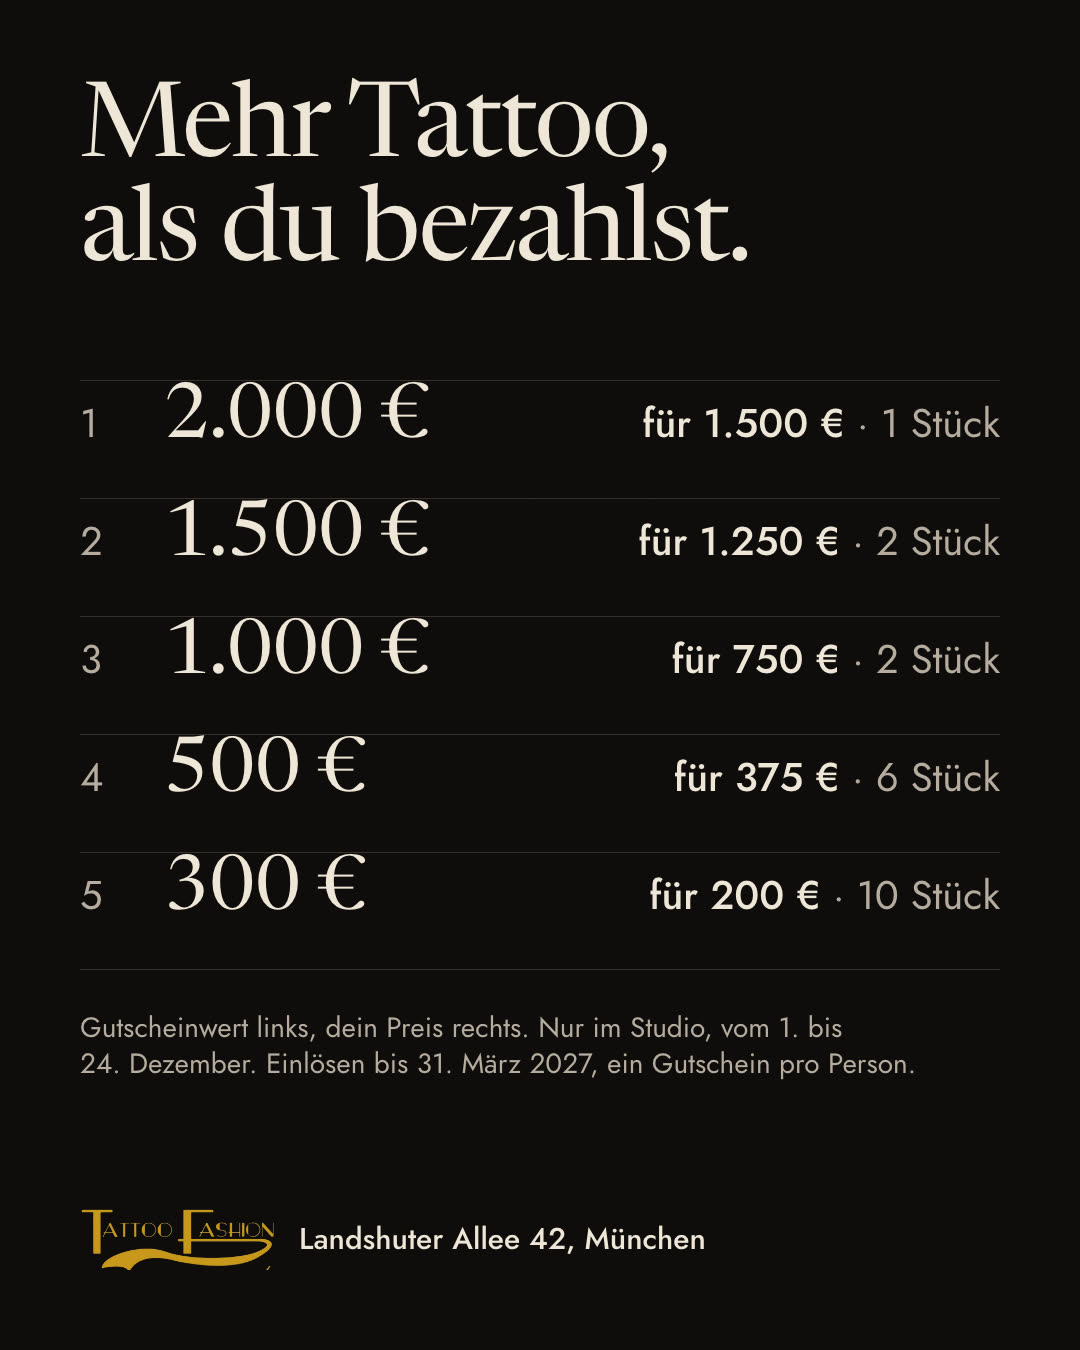 Mehr Tattoo,
als du bezahlst.
1 2.000 € für 1.500 € · 1 Stück
2 1.500 € für 1.250 € · 2 Stück
3 1.000 € für 750 € · 2 Stück
4 500 € für 375 € · 6 Stück
5 300 € für 200 € · 10 Stück
Gutscheinwert links, dein Preis rechts. Nur im Studio, vom 1. bis
24. Dezember. Einlösen bis 31. März 2027, ein Gutschein pro Person.
TATTOO FASHION Landshuter Allee 42, München